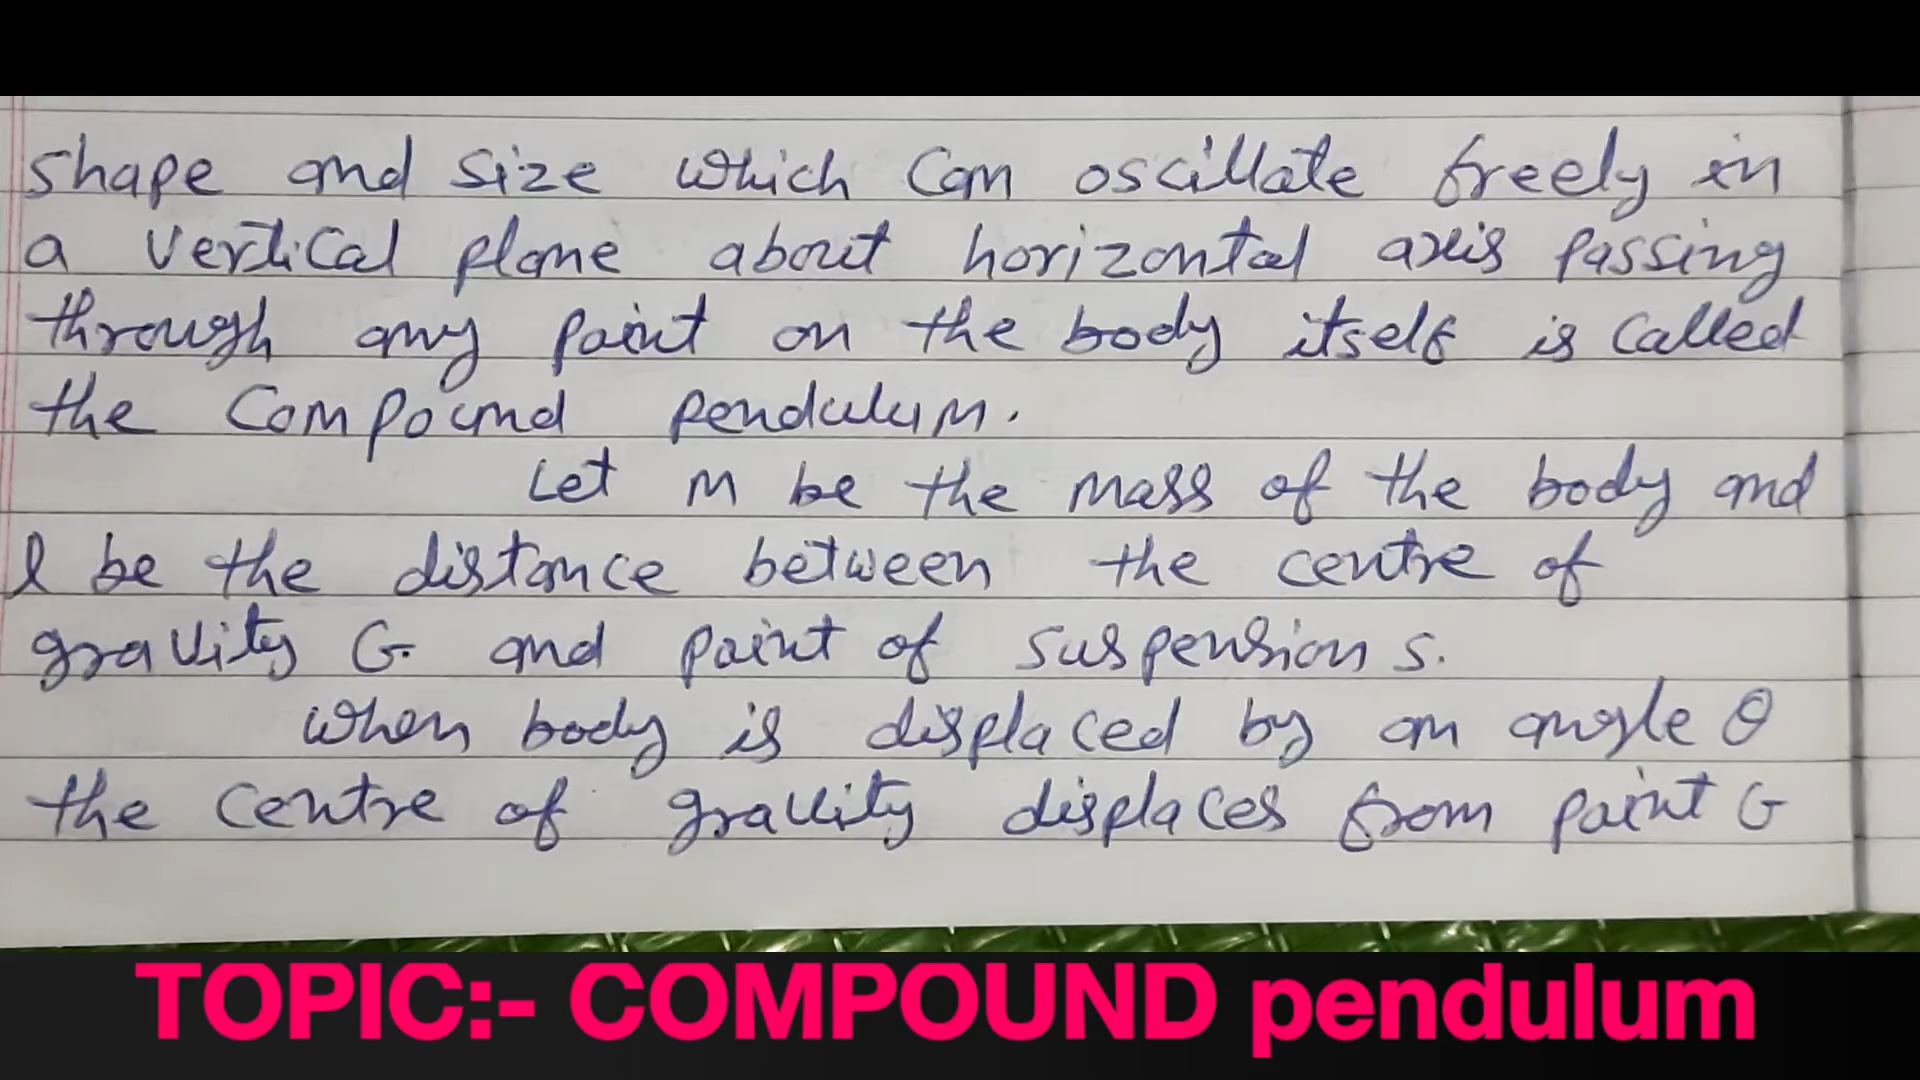 shape and size which can oscillate freely in
a vertical plane about horizontal axis passing
through any point on the body itself is called
the compound pendulum.
Let M be the mass of the body and
l be the distance between the centre of
gravity G. and point of suspension s.
When body is displaced by an angle θ
the centre of gravity displaces from point G
TOPIC:- COMPOUND pendulum